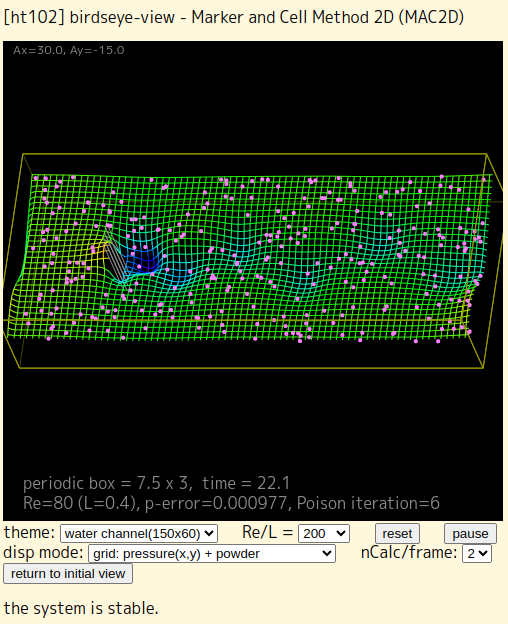 [ht102] birdseye-view - Marker and Cell Method 2D (MAC2D)
Ax=30.0, Ay=-15.0
periodic box = 7.5 x 3,  time = 22.1
Re=80 (L=0.4), p-error=0.000977, Poison iteration=6
theme: water channel(150x60) Re/L = 200 reset pause
disp mode: grid: pressure(x,y) + powder nCalc/frame: 2
return to initial view
the system is stable.